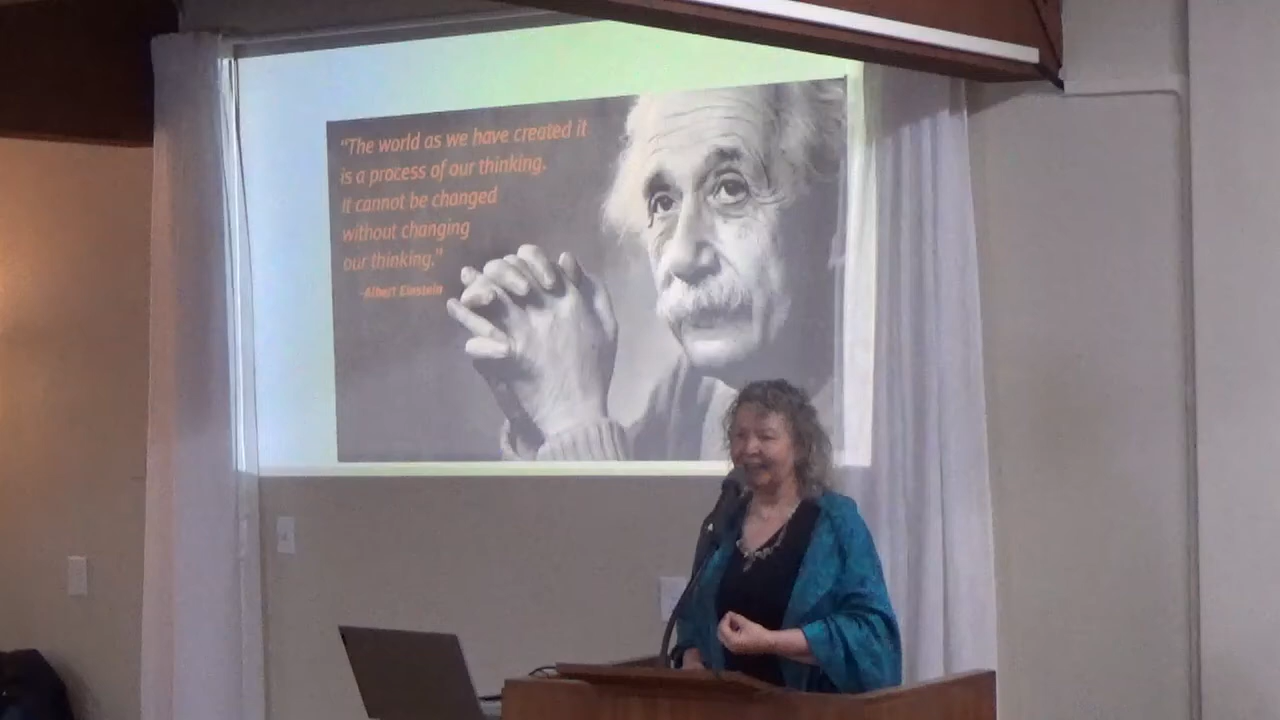 "The world as we have created it
is a process of our thinking.
it cannot be changed
without changing
our thinking."
-Albert Einstein